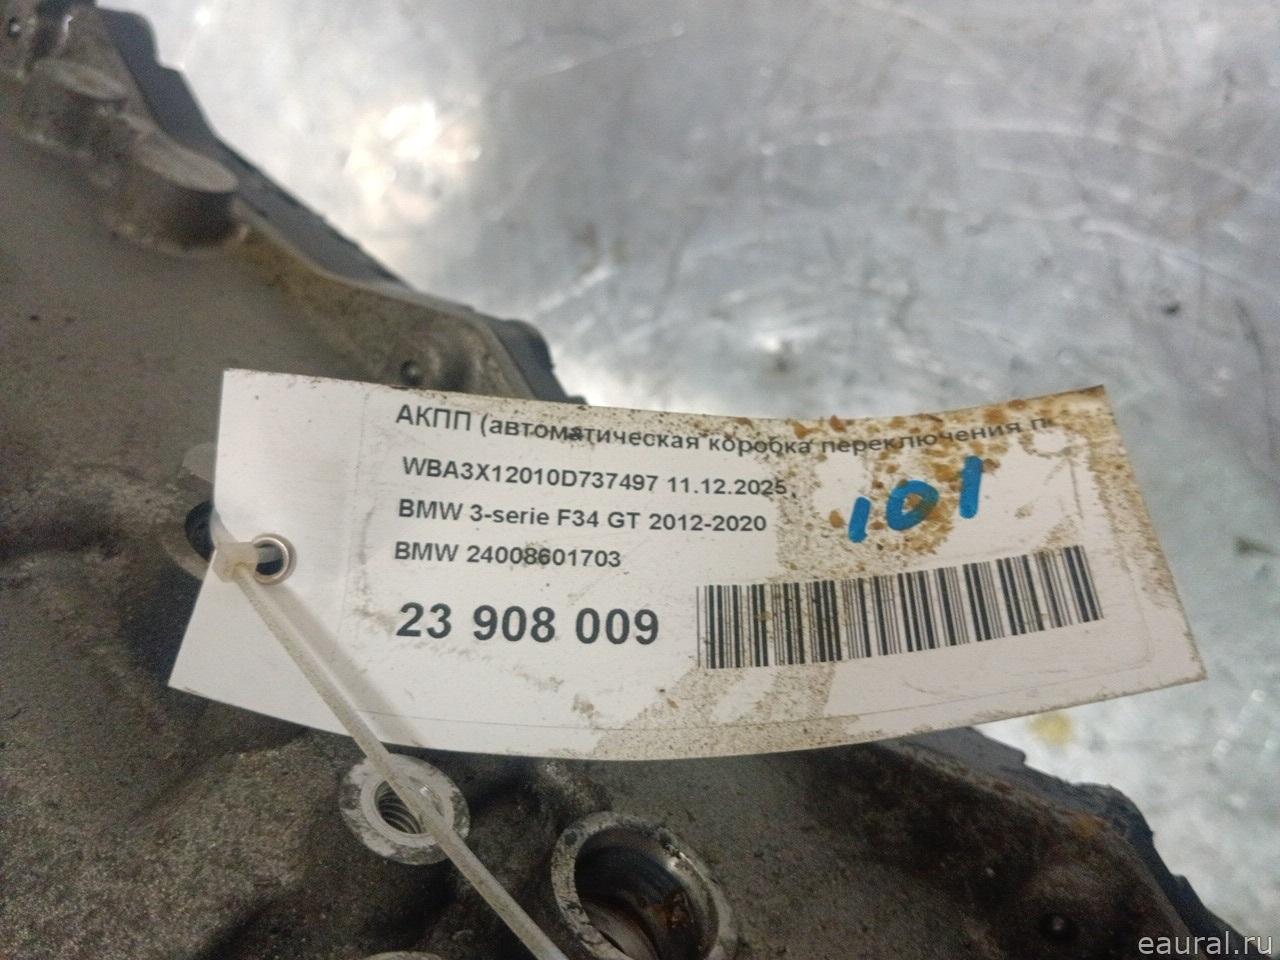 АКПП (автоматическая коробка переключения п
WBA3X12010D737497 11.12.2025
BMW 3-serie F34 GT 2012-2020
BMW 24008601703
23 908 009
101
eaural.ru